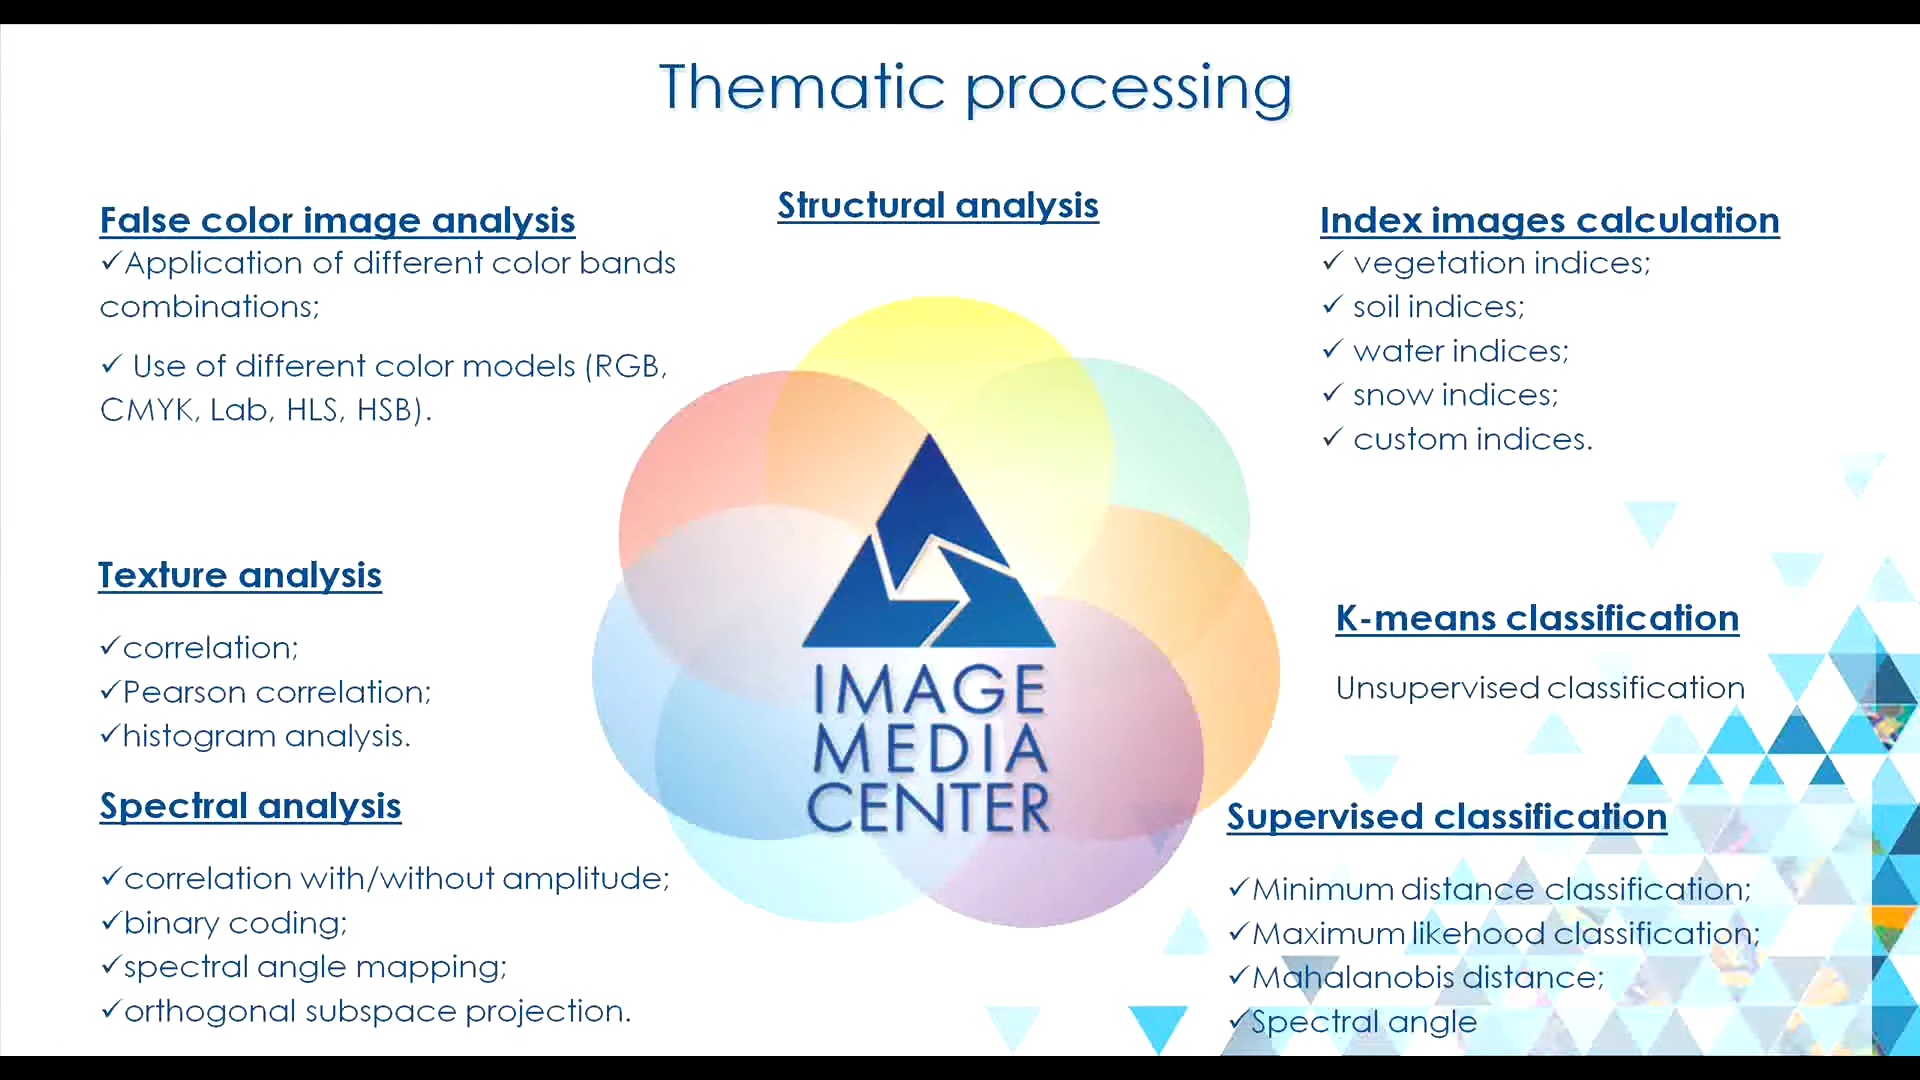 Thematic processing
False color image analysis
✓Application of different color bands
combinations;
✓ Use of different color models (RGB,
CMYK, Lab, HLS, HSB).
Structural analysis
Index images calculation
✓ vegetation indices;
✓ soil indices;
✓ water indices;
✓ snow indices;
✓ custom indices.
Texture analysis
✓correlation;
✓Pearson correlation;
✓histogram analysis.
IMAGE
MEDIA
CENTER
K-means classification
Unsupervised classification
Spectral analysis
✓correlation with/without amplitude;
✓binary coding;
✓spectral angle mapping;
✓orthogonal subspace projection.
Supervised classification
✓Minimum distance classification;
✓Maximum likehood classification;
✓Mahalanobis distance;
✓Spectral angle